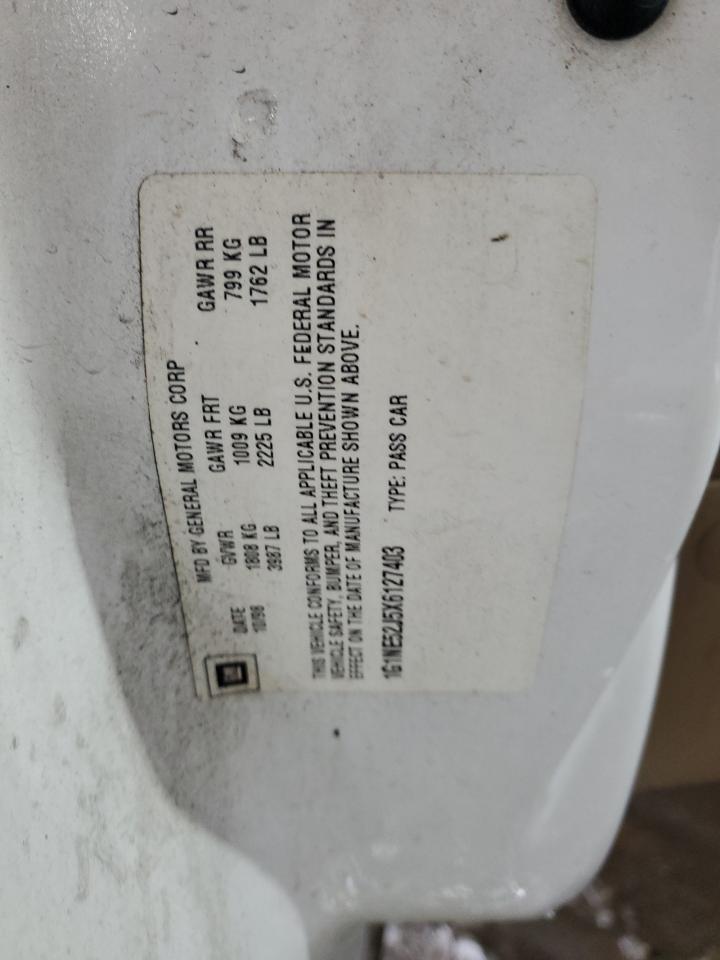 GM
MFD BY GENERAL MOTORS CORP
DATE GVWR GAWR FRT GAWR RR
10/98 1808 KG 1009 KG 799 KG
3987 LB 2225 LB 1762 LB
THIS VEHICLE CONFORMS TO ALL APPLICABLE U.S. FEDERAL MOTOR
VEHICLE SAFETY, BUMPER, AND THEFT PREVENTION STANDARDS IN
EFFECT ON THE DATE OF MANUFACTURE SHOWN ABOVE.
1G1NE52J5X6127403 TYPE: PASS CAR